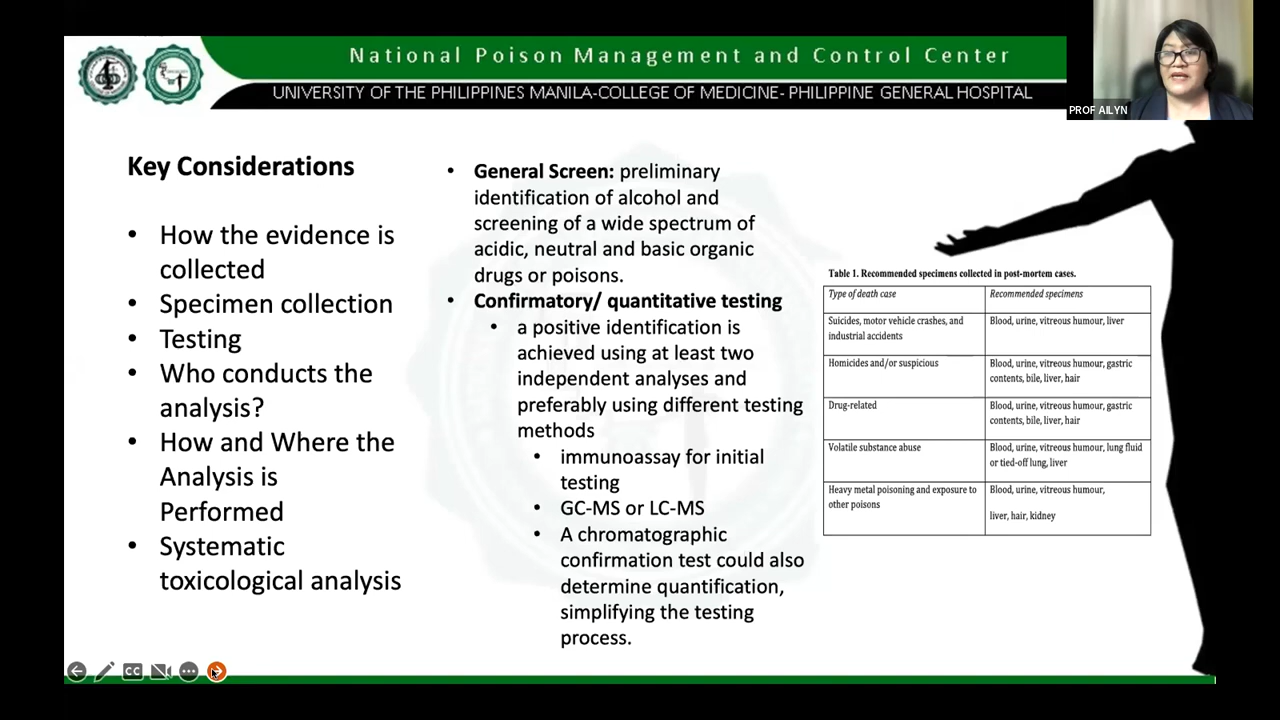 National Poison Management and Control Center
UNIVERSITY OF THE PHILIPPINES MANILA-COLLEGE OF MEDICINE- PHILIPPINE GENERAL HOSPITAL
PROF AILYN
Key Considerations
• How the evidence is
collected
• Specimen collection
• Testing
• Who conducts the
analysis?
• How and Where the
Analysis is
Performed
• Systematic
toxicological analysis
• General Screen: preliminary
identification of alcohol and
screening of a wide spectrum of
acidic, neutral and basic organic
drugs or poisons.
• Confirmatory/ quantitative testing
• a positive identification is
achieved using at least two
independent analyses and
preferably using different testing
methods
• immunoassay for initial
testing
• GC-MS or LC-MS
• A chromatographic
confirmation test could also
determine quantification,
simplifying the testing
process.
Table 1. Recommended specimens collected in post-mortem cases.
Type of death case
Recommended specimens
Suicides, motor vehicle crashes, and
industrial accidents
Blood, urine, vitreous humour, liver
Homicides and/or suspicious
Blood, urine, vitreous humour, gastric
contents, bile, liver, hair
Drug-related
Blood, urine, vitreous humour, gastric
contents, bile, liver, hair
Volatile substance abuse
Blood, urine, vitreous humour, lung fluid
or tied-off lung, liver
Heavy metal poisoning and exposure to
other poisons
Blood, urine, vitreous humour,
liver, hair, kidney
CC